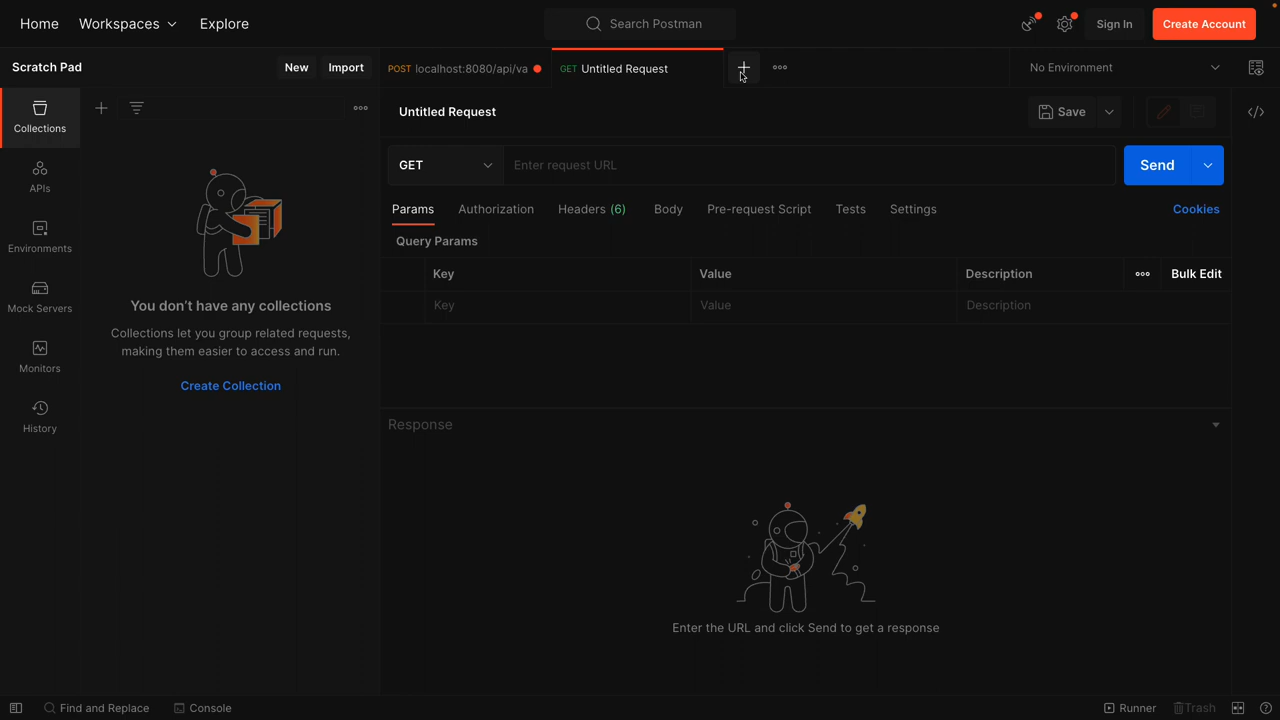 Home Workspaces Explore Search Postman Sign In Create Account
Scratch Pad New Import POST localhost:8080/api/va GET Untitled Request No Environment
Collections
Untitled Request Save
APIs
GET Enter request URL Send
Environments
Params Authorization Headers (6) Body Pre-request Script Tests Settings Cookies
Query Params
Mock Servers
Key Value Description Bulk Edit
Key Value Description
Monitors
History
You don't have any collections
Collections let you group related requests,
making them easier to access and run.
Create Collection
Response
Enter the URL and click Send to get a response
Find and Replace Console Runner Trash